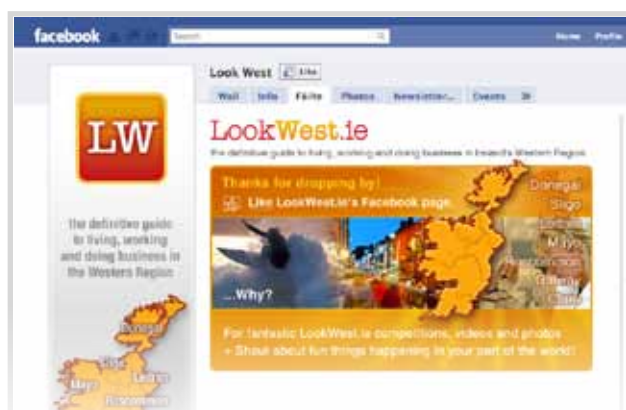 facebook
Search
Home Profile
Look West Like
Wall Info Photos Newsletter... Events
LW
LookWest.ie
the definitive guide to living, working and doing business in Ireland's Western Region
Thanks for dropping by!
Like LookWest.ie's Facebook page.
Donegal
Sligo
Leitrim
Mayo
Roscommon
Galway
Clare
...Why?
For fantastic LookWest.ie competitions, videos and photos
+ Shout about fun things happening in your part of the world!
the definitive guide
to living, working
and doing business in
the Western Region
Donegal
Sligo
Leitrim
Mayo
Roscommon